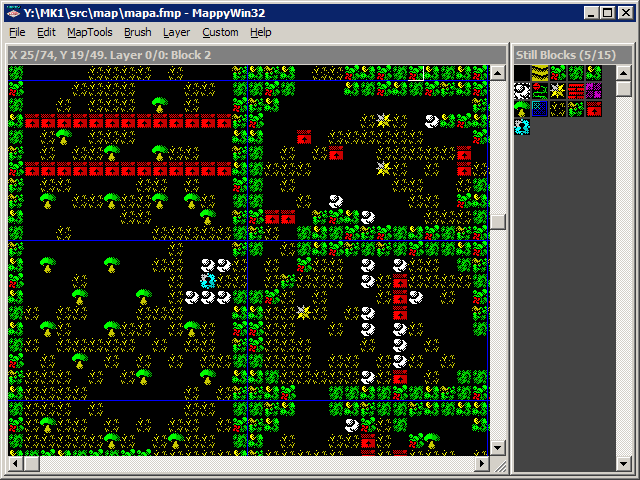 Y:\MK1\src\map\mapa.fmp - MappyWin32
File Edit MapTools Brush Layer Custom Help
X 25/74, Y 19/49. Layer 0/0: Block 2
Still Blocks (5/15)